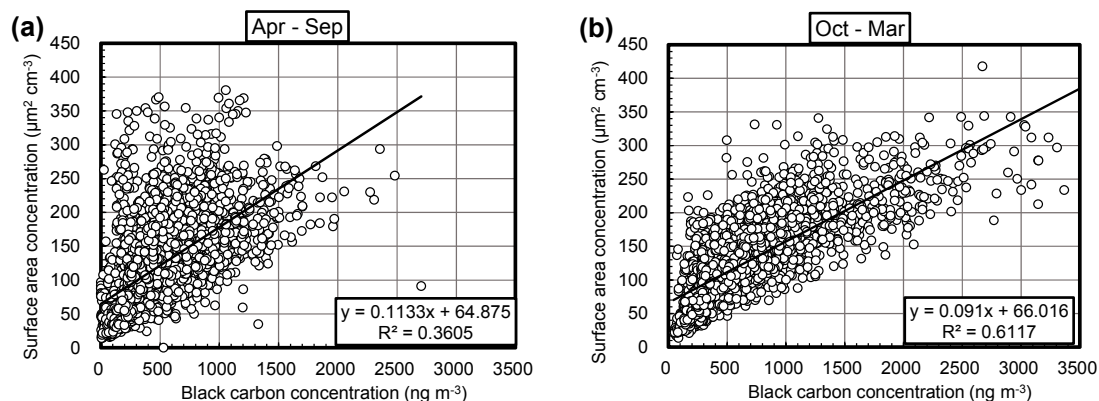 (a)
Apr - Sep
Surface area concentration (µm² cm⁻³)
450
400
350
300
250
200
150
100
50
0
y = 0.1133x + 64.875
R² = 0.3605
0 500 1000 1500 2000 2500 3000 3500
Black carbon concentration (ng m⁻³)
(b)
Oct - Mar
Surface area concentration (µm² cm⁻³)
450
400
350
300
250
200
150
100
50
0
y = 0.091x + 66.016
R² = 0.6117
0 500 1000 1500 2000 2500 3000 3500
Black carbon concentration (ng m⁻³)